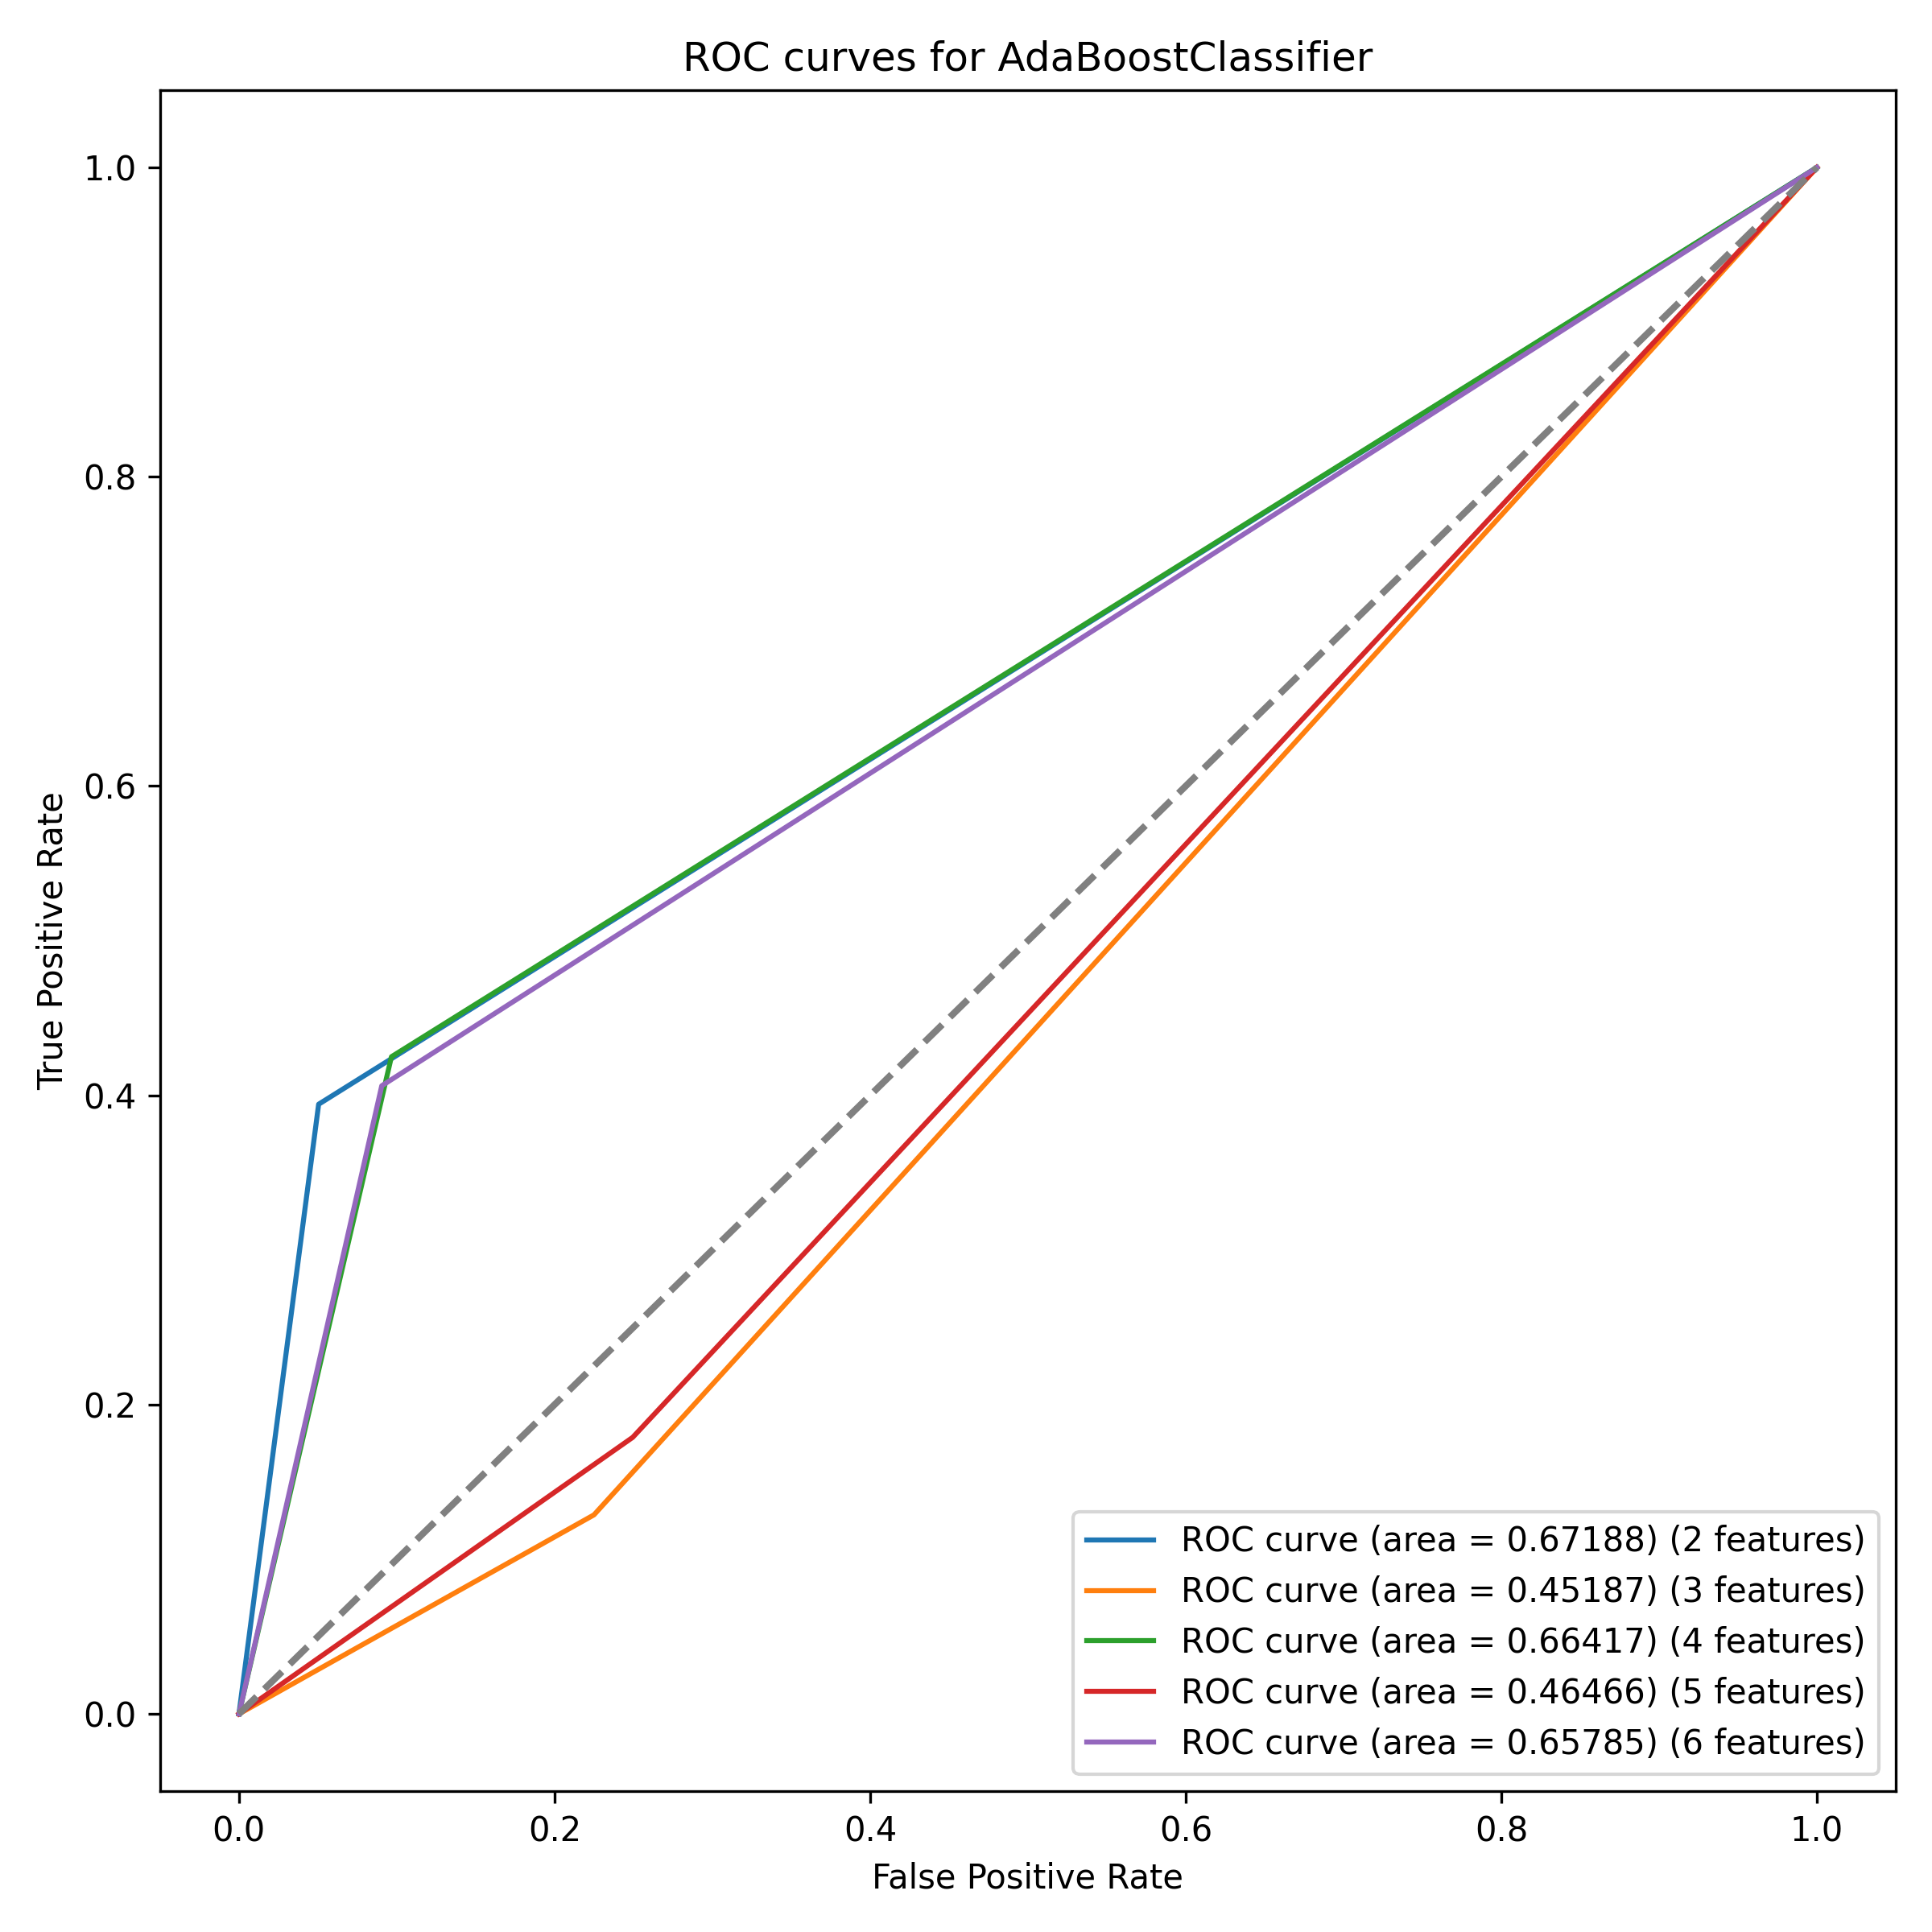 ROC curves for AdaBoostClassifier
True Positive Rate
1.0
0.8
0.6
0.4
0.2
0.0
ROC curve (area = 0.67188) (2 features)
ROC curve (area = 0.45187) (3 features)
ROC curve (area = 0.66417) (4 features)
ROC curve (area = 0.46466) (5 features)
ROC curve (area = 0.65785) (6 features)
0.0 0.2 0.4 0.6 0.8 1.0
False Positive Rate